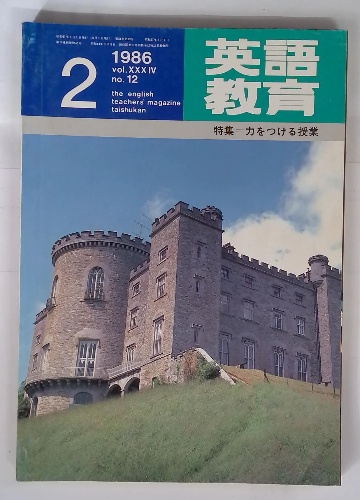 2
1986
vol.XXXIV
no.12
the english
teachers' magazine
taishukan
英語
教育
特集=力をつける授業